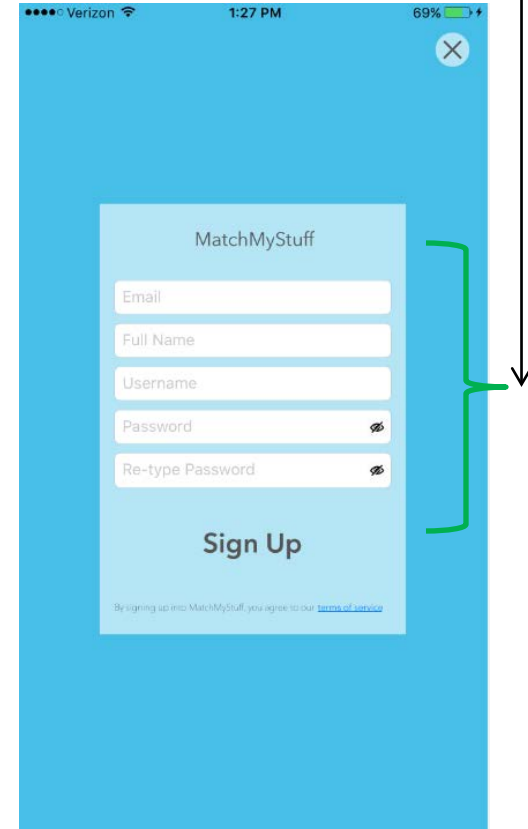 Verizon 1:27 PM 69%
MatchMyStuff
Email
Full Name
Username
Password
Re-type Password
Sign Up
By signing up into MatchMyStuff, you agree to our terms of service